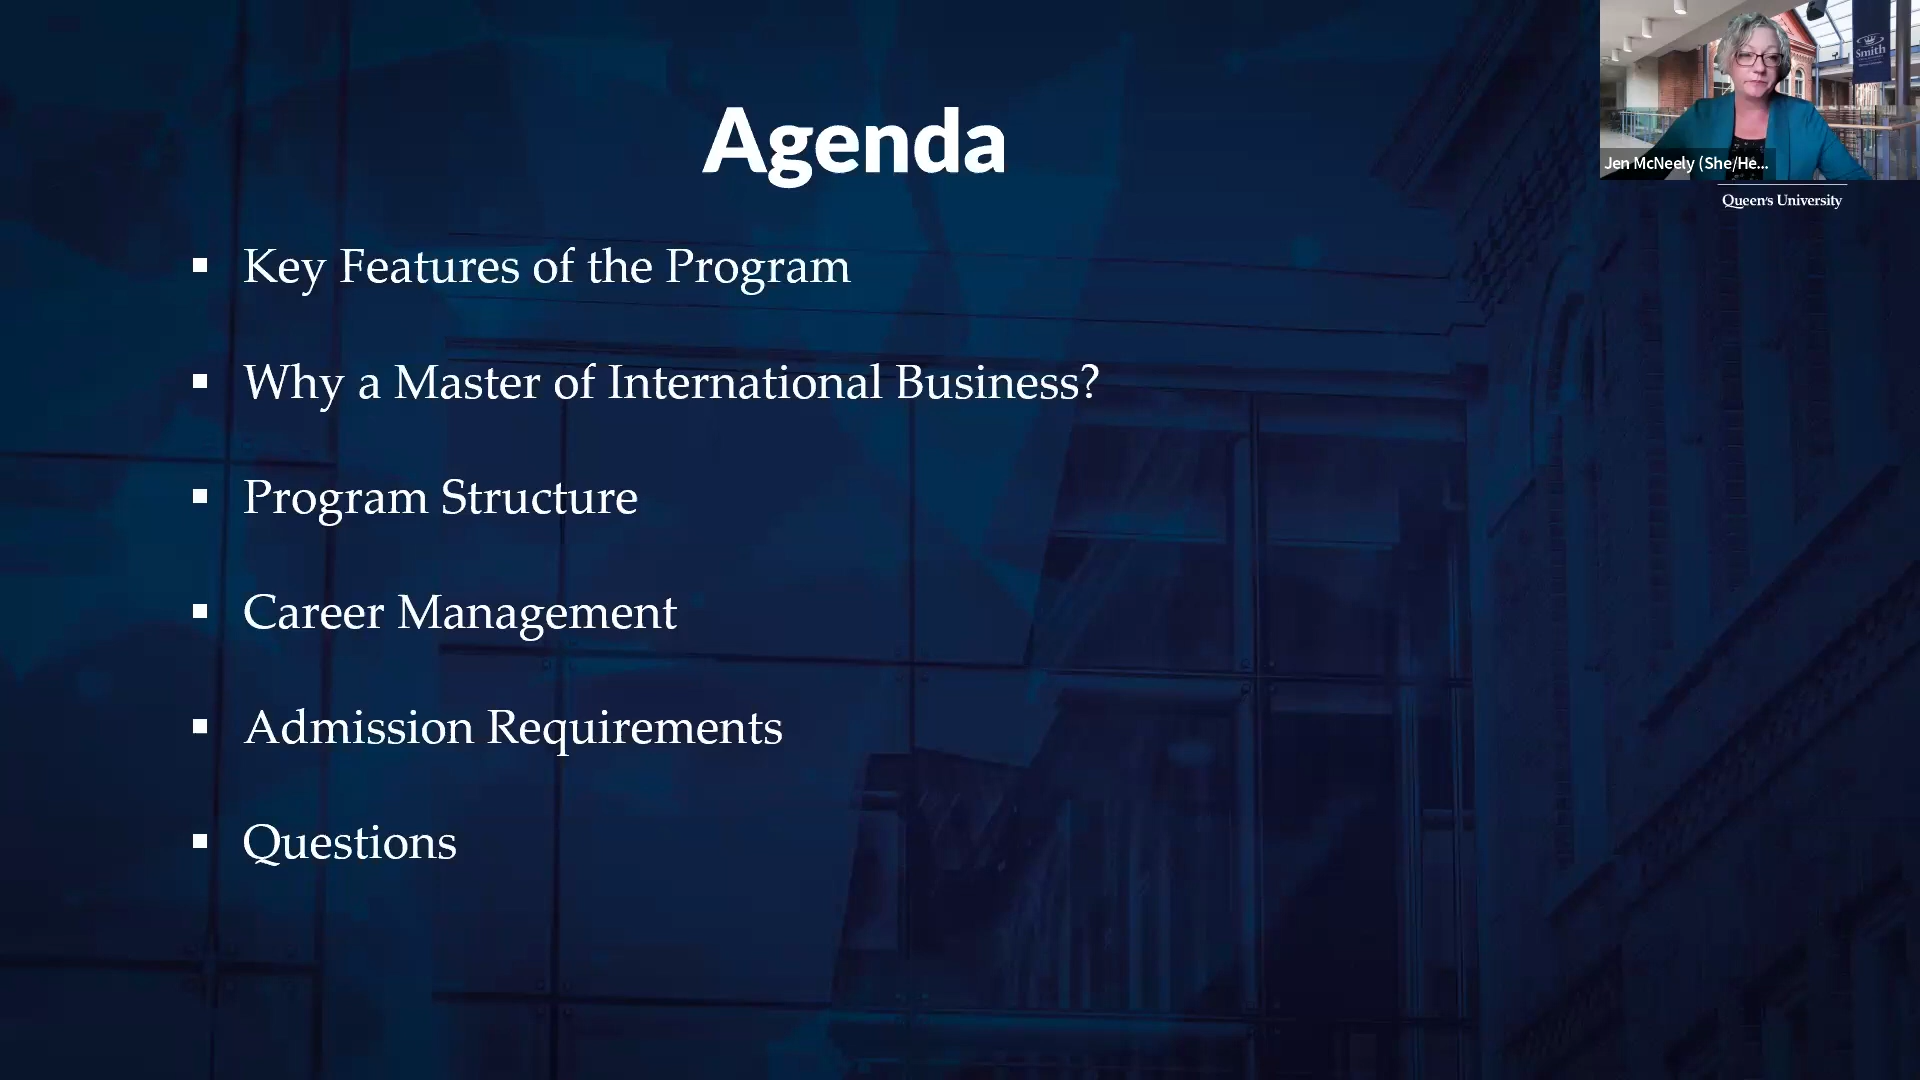 Agenda
Smith
Jen McNeely (She/He...
Queen's University
Key Features of the Program
Why a Master of International Business?
Program Structure
Career Management
Admission Requirements
Questions